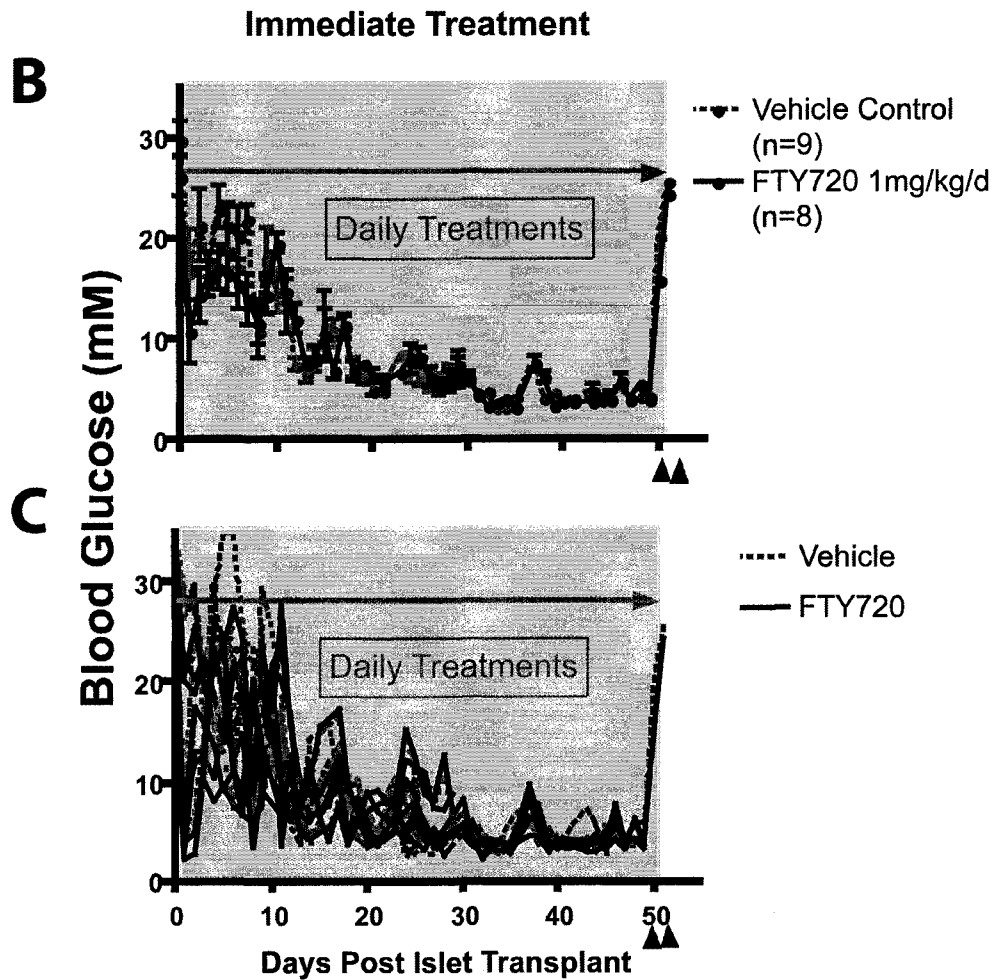 Immediate Treatment
B
30
20
10
0
Daily Treatments
Vehicle Control
(n=9)
FTY720 1mg/kg/d
(n=8)
Blood Glucose (mM)
C
30
20
10
0
Daily Treatments
Vehicle
FTY720
0 10 20 30 40 50
Days Post Islet Transplant